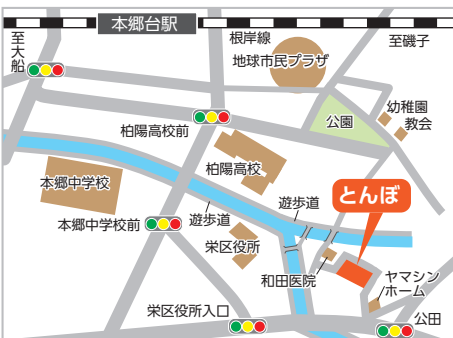 本郷台駅
根岸線
至磯子
至大船
地球市民プラザ
幼稚園
教会
公園
柏陽高校前
柏陽高校
本郷中学校
とんぼ
遊歩道
遊歩道
本郷中学校前
栄区役所
和田医院
ヤマシン
ホーム
栄区役所入口
公田